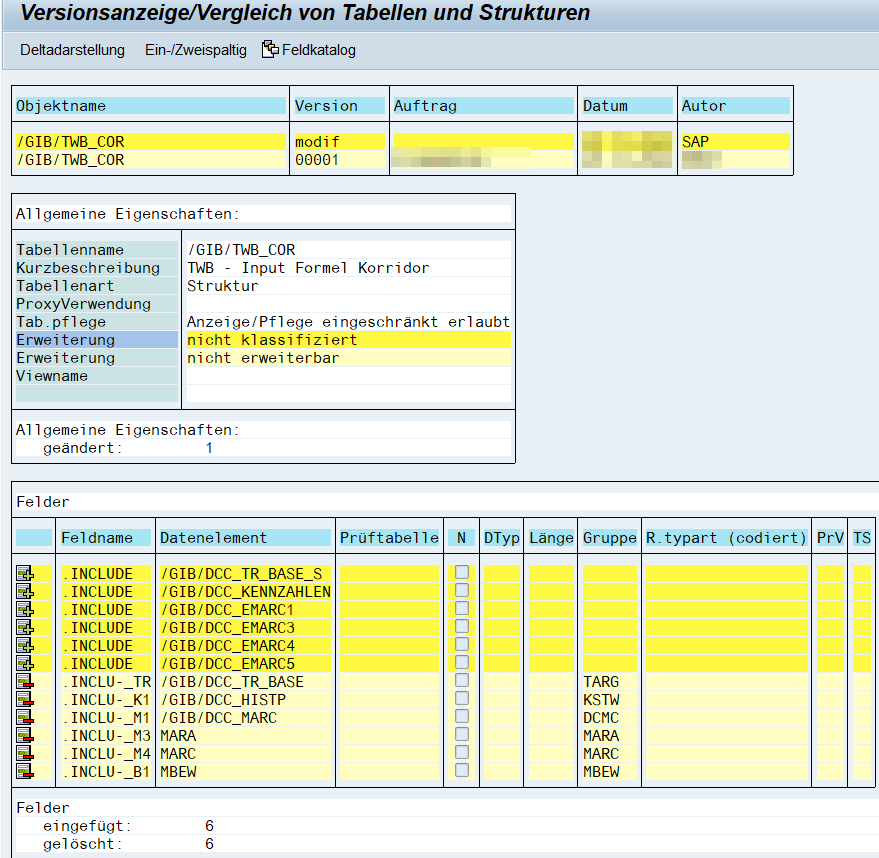 Versionsanzeige/Vergleich von Tabellen und Strukturen
Deltadarstellung Ein-/Zweispaltig Feldkatalog
Objektname Version Auftrag Datum Autor
/GIB/TWB_COR modif SAP
/GIB/TWB_COR 00001
Allgemeine Eigenschaften:
Tabellenname /GIB/TWB_COR
Kurzbeschreibung TWB - Input Formel Korridor
Tabellenart Struktur
ProxyVerwendung
Tab.pflege Anzeige/Pflege eingeschränkt erlaubt
Erweiterung nicht klassifiziert
Erweiterung nicht erweiterbar
Viewname
Allgemeine Eigenschaften:
geändert: 1
Felder
Feldname Datenelement Prüftabelle N DTyp Länge Gruppe R.typart (codiert) PrV TS
.INCLUDE /GIB/DCC_TR_BASE_S
.INCLUDE /GIB/DCC_KENNZAHLEN
.INCLUDE /GIB/DCC_EMARC1
.INCLUDE /GIB/DCC_EMARC3
.INCLUDE /GIB/DCC_EMARC4
.INCLUDE /GIB/DCC_EMARC5
.INCLU-_TR /GIB/DCC_TR_BASE TARG
.INCLU-_K1 /GIB/DCC_HISTP KSTW
.INCLU-_M1 /GIB/DCC_MARC DCMC
.INCLU-_M3 MARA MARA
.INCLU-_M4 MARC MARC
.INCLU-_B1 MBEW MBEW
Felder
eingefügt: 6
gelöscht: 6